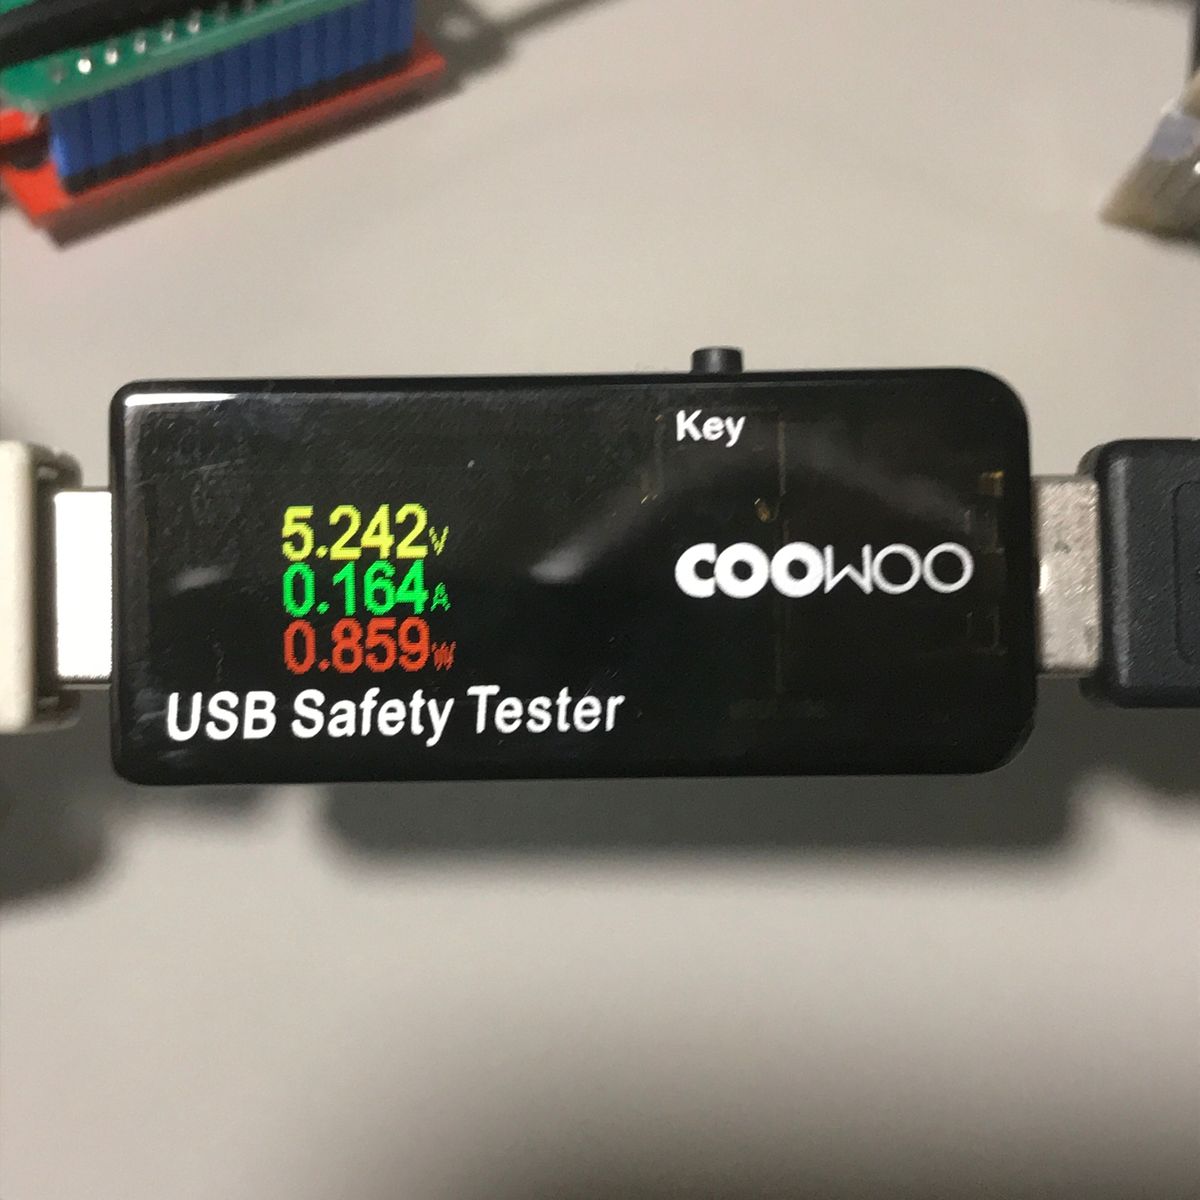 Key
5.242V
0.164A
0.859W
COOWOO
USB Safety Tester